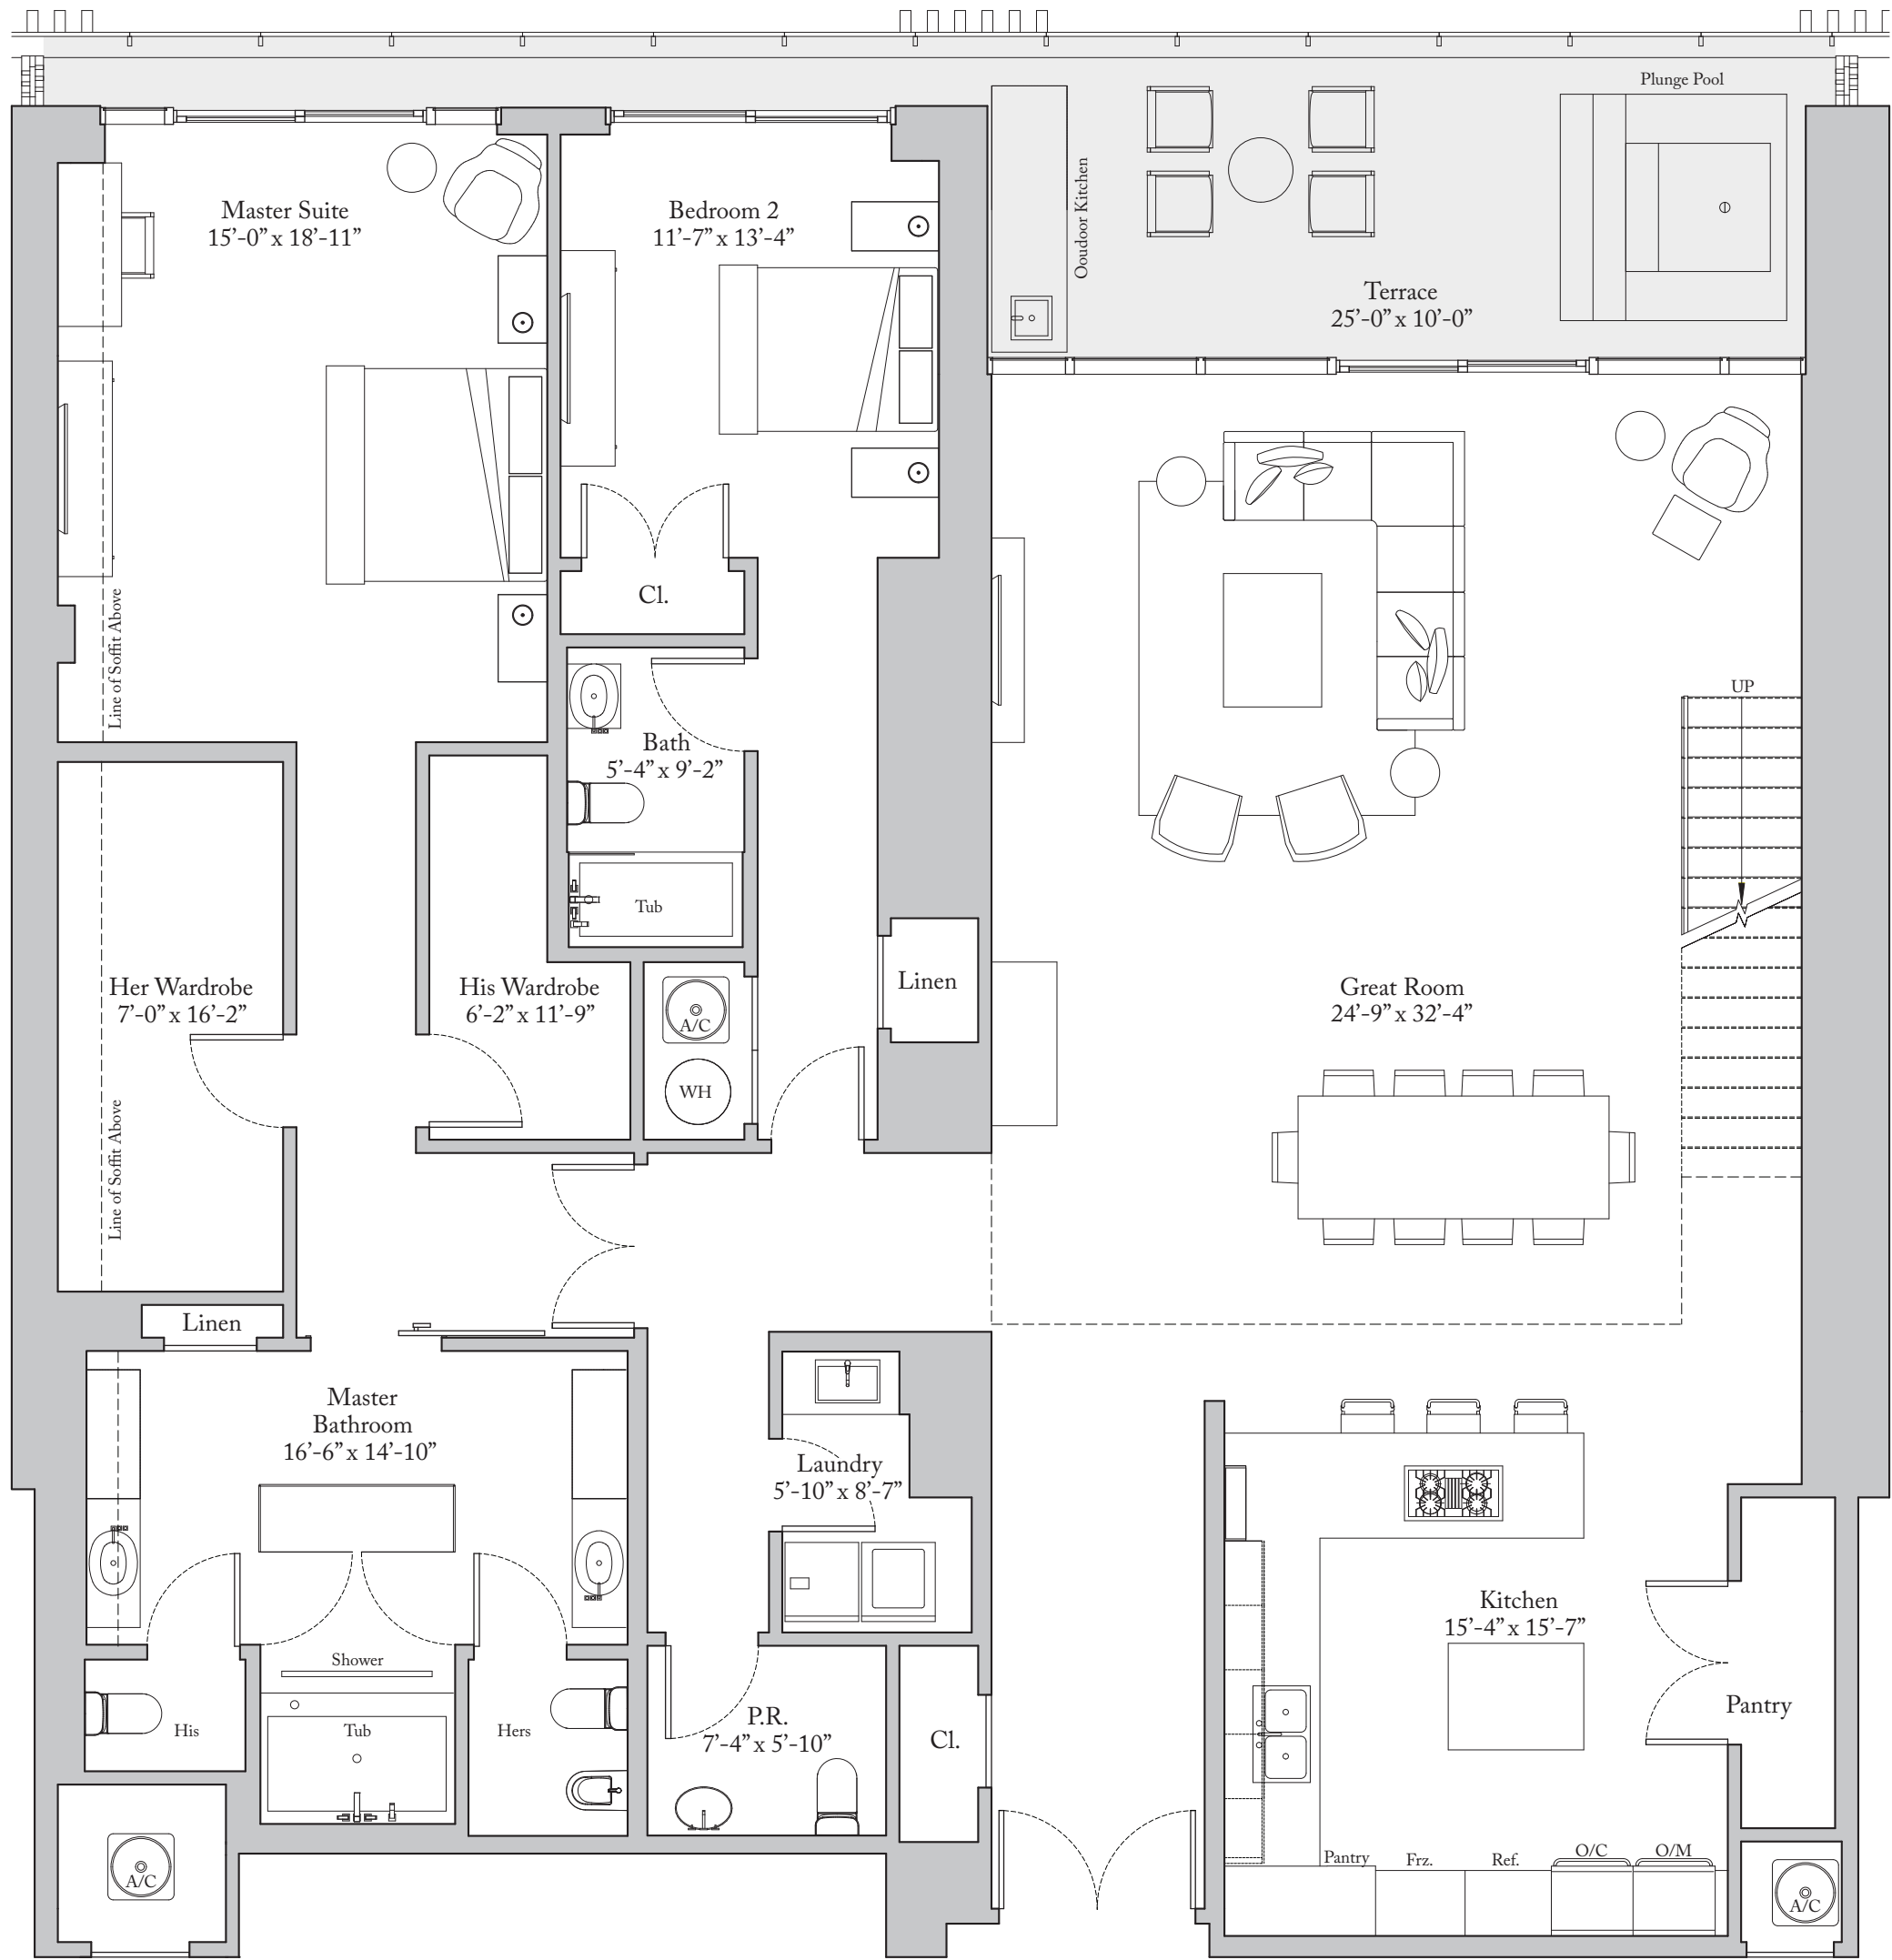 Plunge Pool
Master Suite
15’-0” x 18’-11”
Bedroom 2
11’-7” x 13’-4”
Ooudoor Kitchen
Terrace
25’-0” x 10’-0”
Cl.
Line of Soffit Above
UP
Bath
5’-4” x 9’-2”
Tub
Her Wardrobe
7’-0” x 16’-2”
His Wardrobe
6’-2” x 11’-9”
A/C
WH
Linen
Great Room
24’-9” x 32’-4”
Line of Soffit Above
Linen
Master
Bathroom
16’-6” x 14’-10”
Laundry
5’-10” x 8’-7”
Kitchen
15’-4” x 15’-7”
Shower
His
Tub
Hers
P.R.
7’-4” x 5’-10”
Cl.
Pantry
Pantry
Frz.
Ref.
O/C
O/M
A/C
A/C